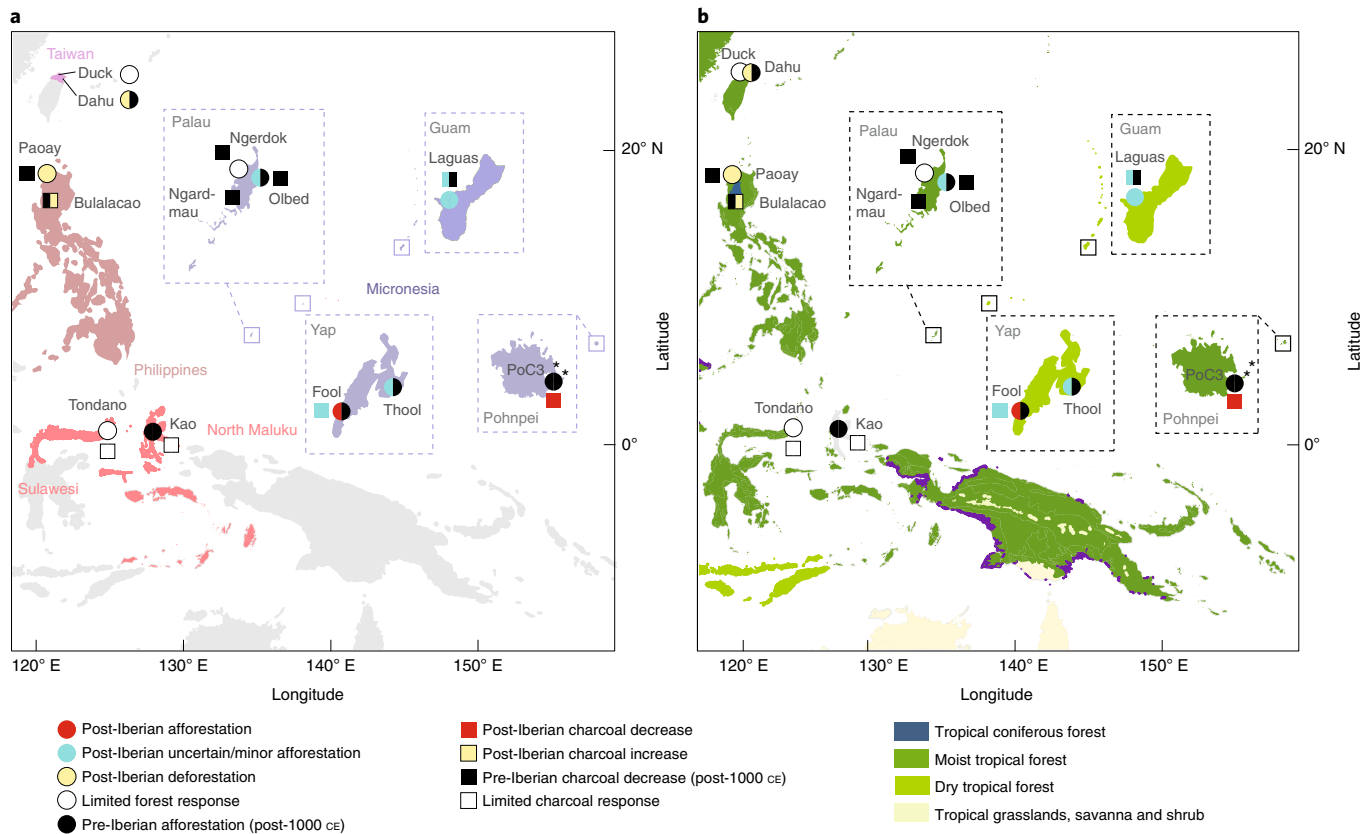 a
Taiwan
Duck
Dahu
Paoay
Bulalacao
Palau
Ngerdok
Ngard-
mau
Olbed
Guam
Laguas
20° N
Micronesia
Latitude
Philippines
Yap
Fool
Thool
PoC3
*
*
Pohnpei
Tondano
Kao
North Maluku
Sulawesi
0°
120° E
130° E
140° E
150° E
Longitude
b
Duck
Dahu
Paoay
Bulalacao
Palau
Ngerdok
Ngard-
mau
Olbed
Guam
Laguas
20° N
Latitude
Yap
Fool
Thool
PoC3
*
*
Pohnpei
Tondano
Kao
0°
120° E
130° E
140° E
150° E
Longitude
Post-Iberian afforestation
Post-Iberian uncertain/minor afforestation
Post-Iberian deforestation
Limited forest response
Pre-Iberian afforestation (post-1000 CE)
Post-Iberian charcoal decrease
Post-Iberian charcoal increase
Pre-Iberian charcoal decrease (post-1000 CE)
Limited charcoal response
Tropical coniferous forest
Moist tropical forest
Dry tropical forest
Tropical grasslands, savanna and shrub